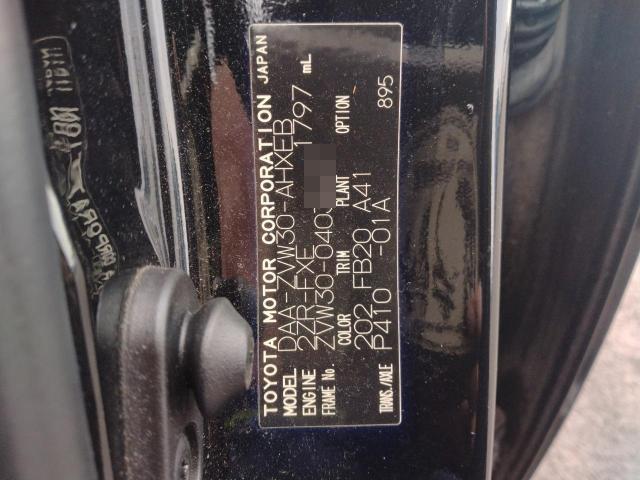 TOYOTA MOTOR CORPORATION JAPAN
MODEL DAA-ZVW30-AHXEB
ENGINE 2ZR-FXE 1797 mL
FRAME No. ZVW30-0403
COLOR TRIM PLANT OPTION
202 FB20 A41
TRANS./AXLE P410 -01A 895